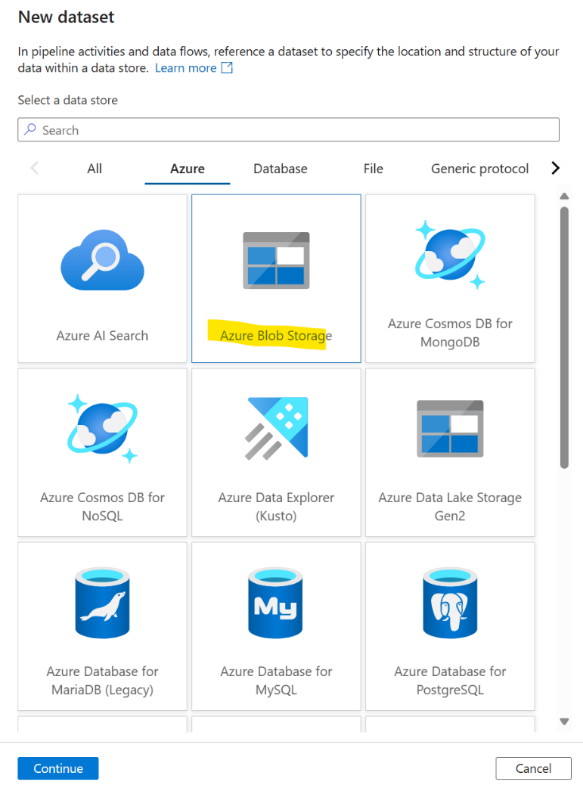 New dataset
In pipeline activities and data flows, reference a dataset to specify the location and structure of your
data within a data store. Learn more
Select a data store
Search
All Azure Database File Generic protocol
Azure AI Search
Azure Blob Storage
Azure Cosmos DB for
MongoDB
Azure Cosmos DB for
NoSQL
Azure Data Explorer
(Kusto)
Azure Data Lake Storage
Gen2
My
Azure Database for
MariaDB (Legacy)
Azure Database for
MySQL
Azure Database for
PostgreSQL
Continue
Cancel